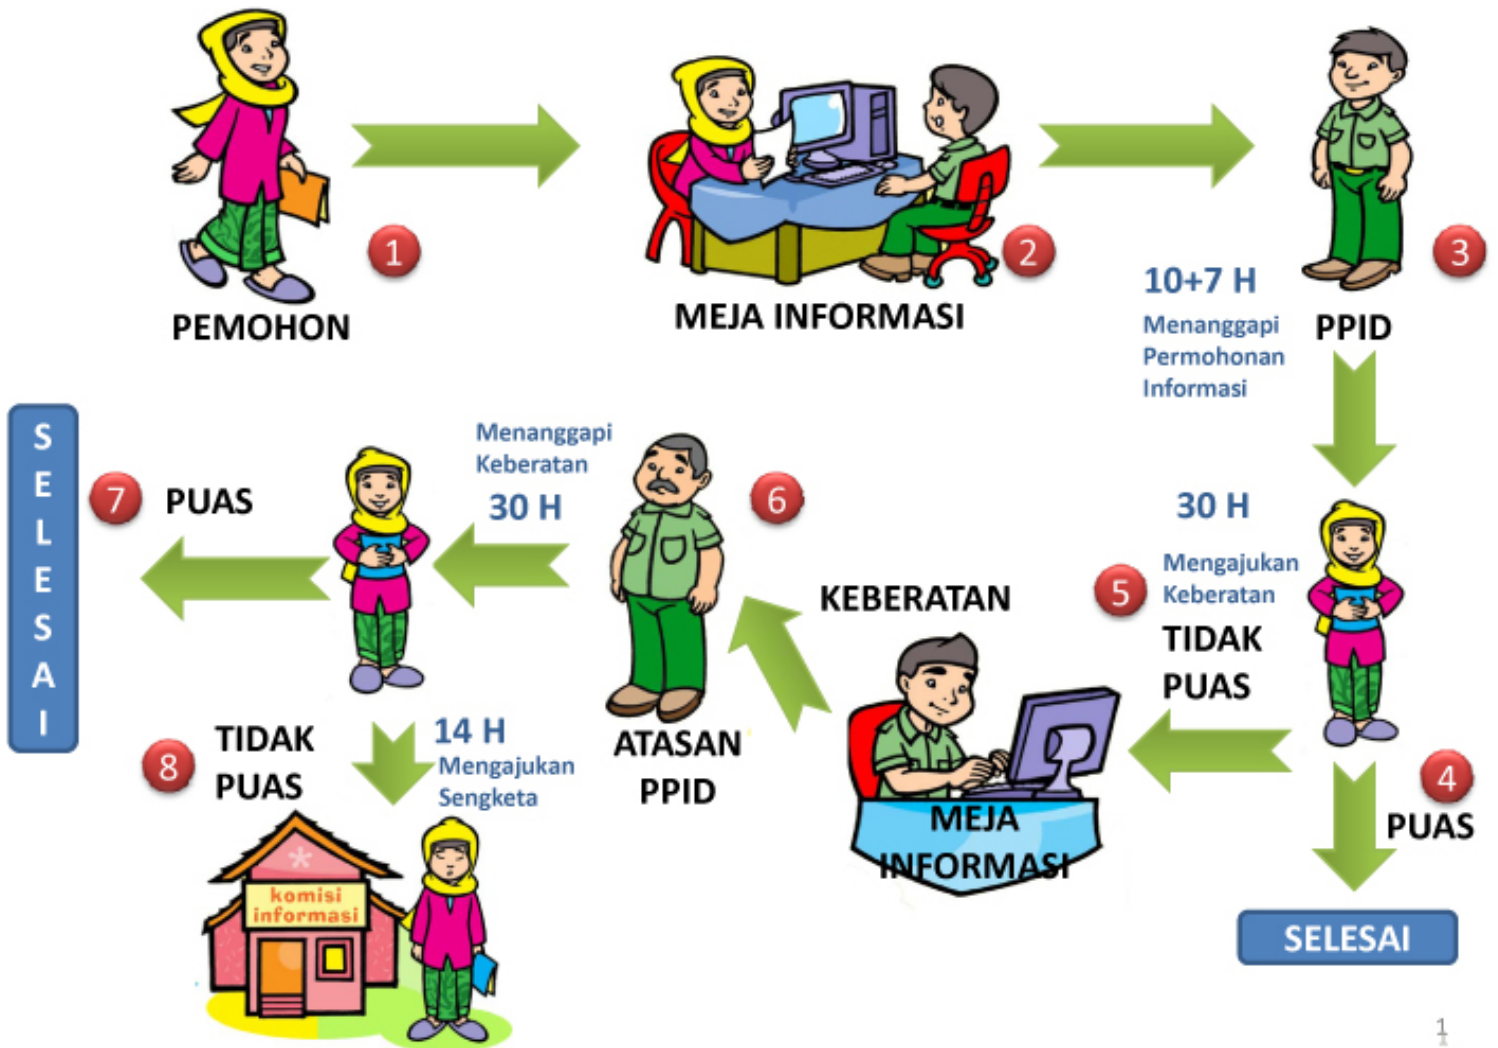 1
PEMOHON
2
MEJA INFORMASI
3
PPID
10+7 H
Menanggapi
Permohonan
Informasi
30 H
Mengajukan
Keberatan
5
TIDAK
PUAS
4
PUAS
SELESAI
KEBERATAN
MEJA
INFORMASI
6
ATASAN
PPID
Menanggapi
Keberatan
30 H
7
PUAS
S
E
L
E
S
A
I
8
TIDAK
PUAS
14 H
Mengajukan
Sengketa
komisi
informasi
1